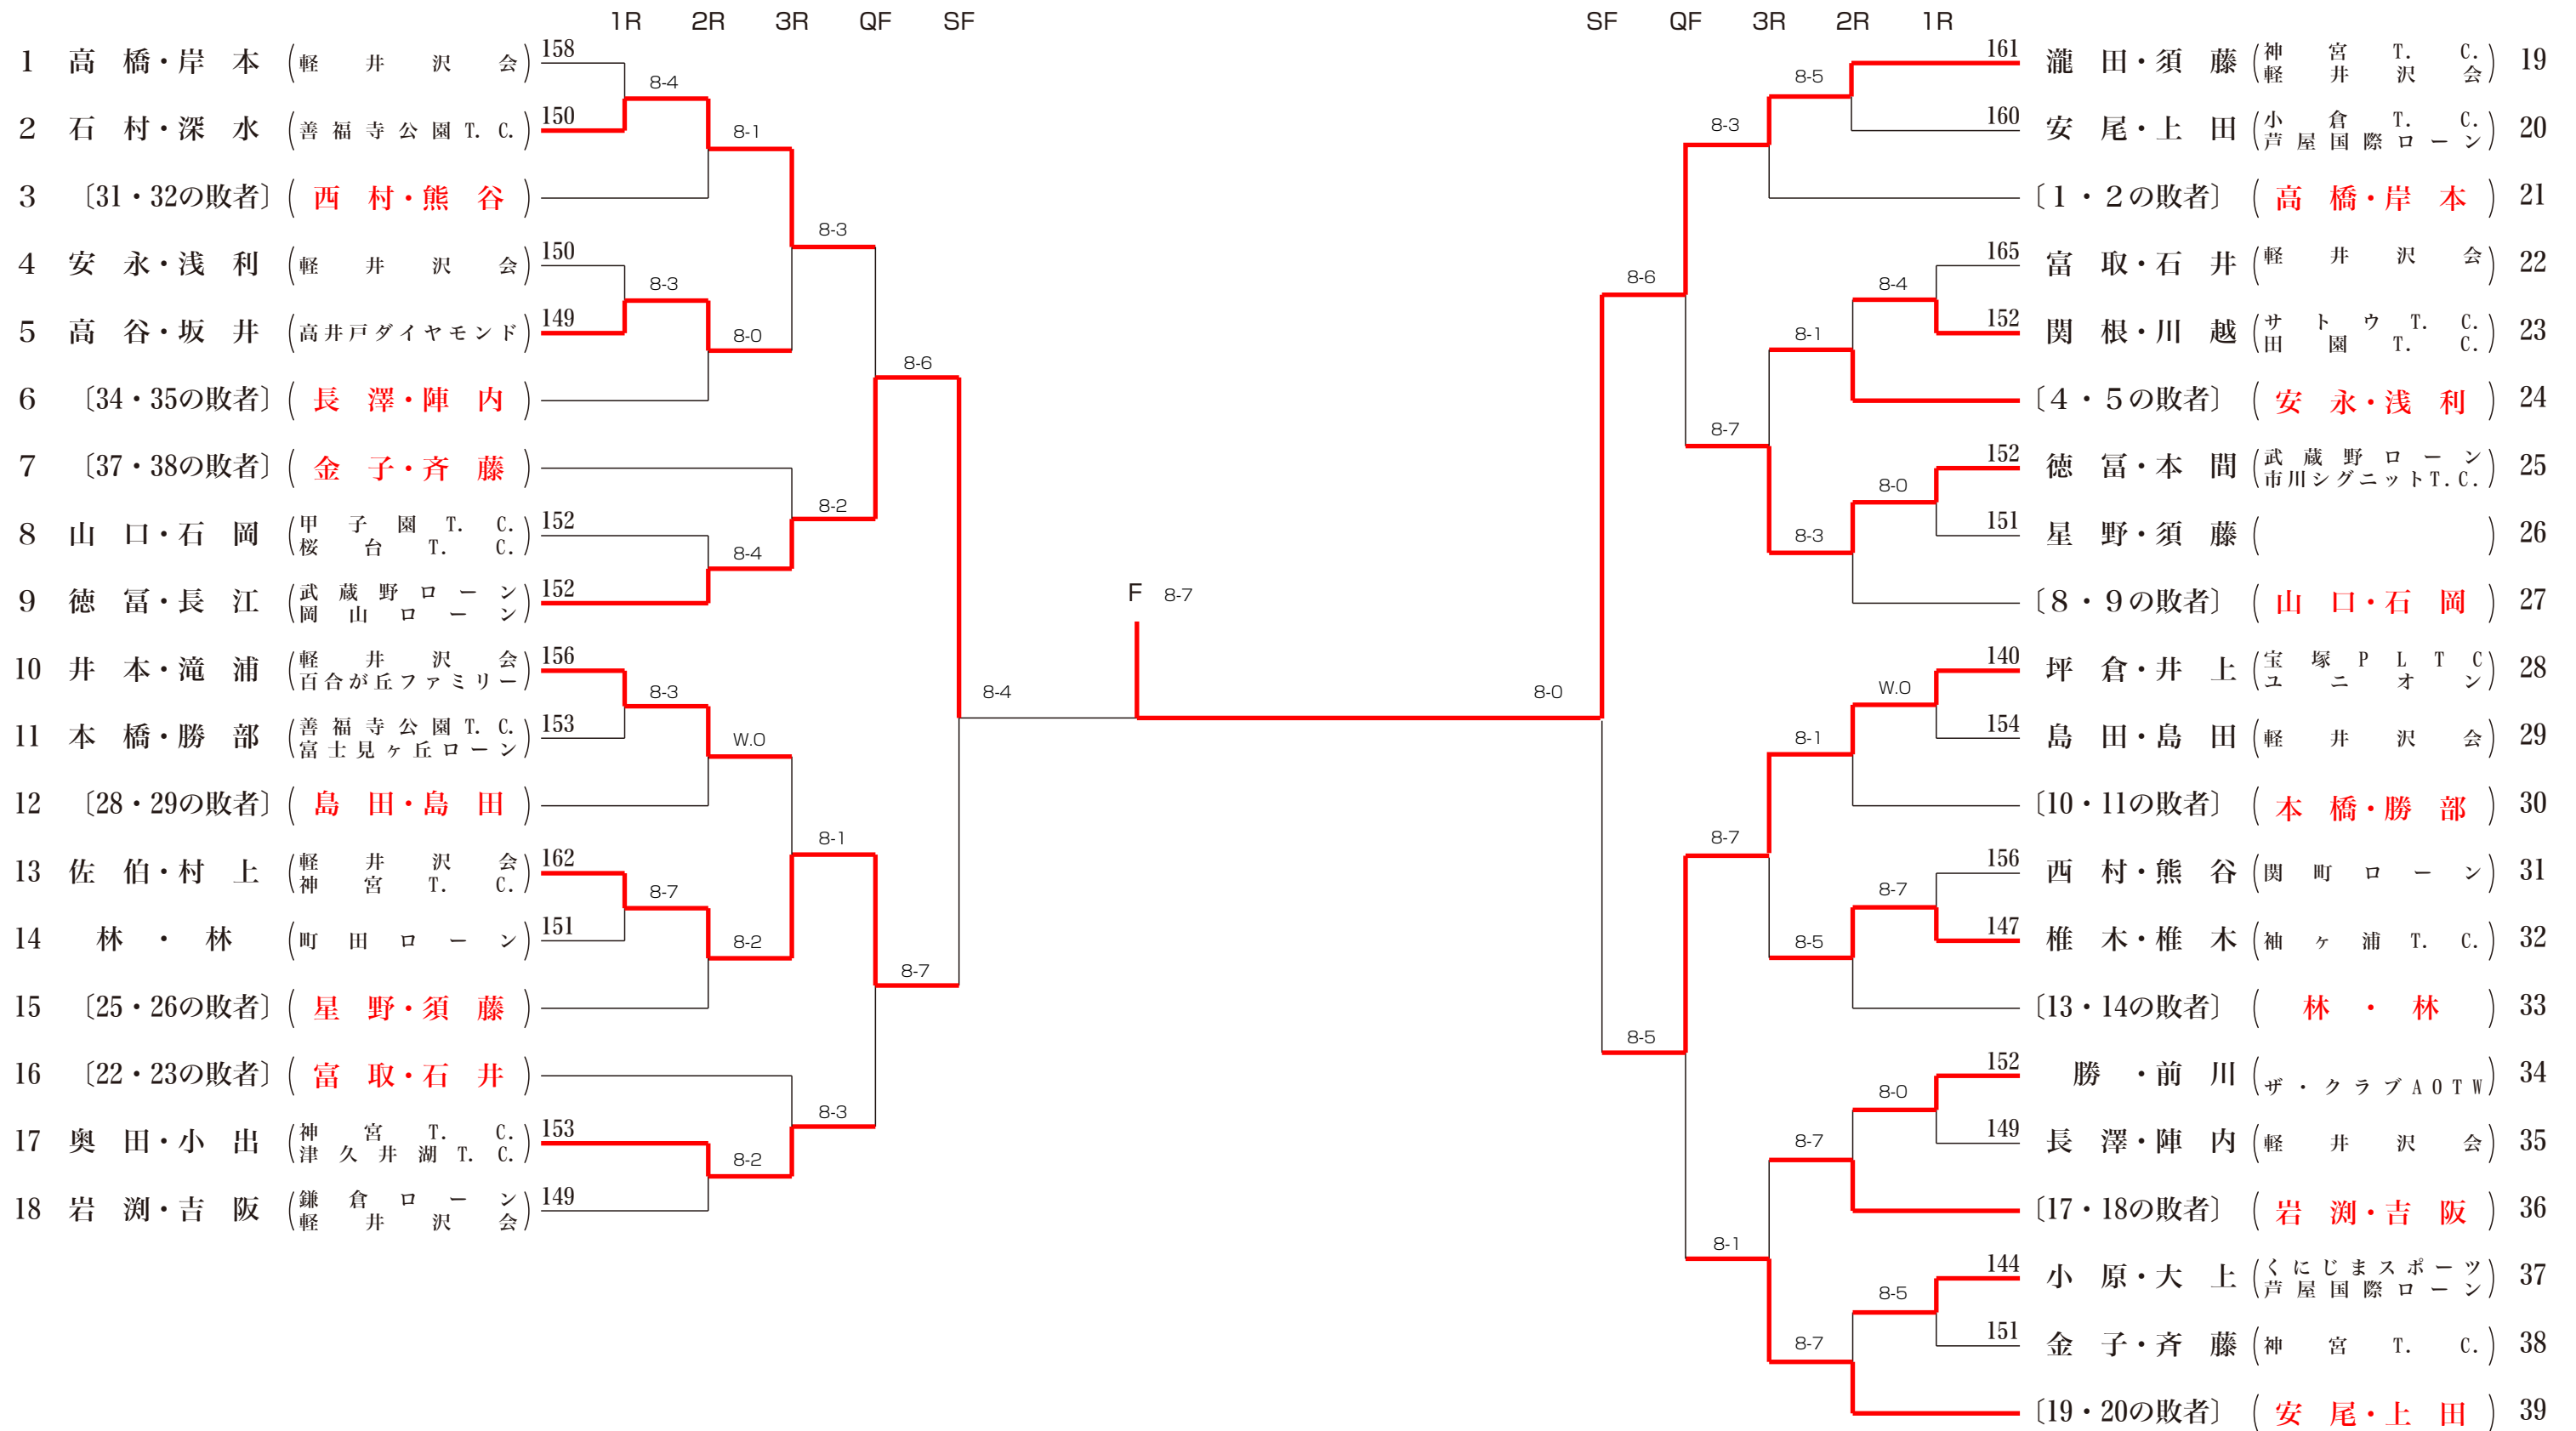 1R 2R 3R QF SF
SF QF 3R 2R 1R
1 高橋・岸本 (軽井沢会) 158
8-4
2 石村・深水 (善福寺公園T.C.) 150
8-1
3 〔31・32の敗者〕 (西村・熊谷)
8-3
4 安永・浅利 (軽井沢会) 150
8-3
5 高谷・坂井 (高井戸ダイヤモンド) 149
8-0
8-6
6 〔34・35の敗者〕 (長澤・陣内)
7 〔37・38の敗者〕 (金子・斉藤)
8-2
8 山口・石岡 (甲子園T.C. 桜台T.C.) 152
8-4
9 徳冨・長江 (武蔵野ローン 岡山ローン) 152
10 井本・滝浦 (軽井沢会 百合が丘ファミリー) 156
8-3
8-4
11 本橋・勝部 (善福寺公園T.C. 富士見ヶ丘ローン) 153
W.O
12 〔28・29の敗者〕 (島田・島田)
8-1
13 佐伯・村上 (軽井沢会 神宮T.C.) 162
8-7
14 林・林 (町田ローン) 151
8-2
8-7
15 〔25・26の敗者〕 (星野・須藤)
16 〔22・23の敗者〕 (富取・石井)
8-3
17 奥田・小出 (神宮T.C. 津久井湖T.C.) 153
8-2
18 岩渕・吉阪 (鎌倉ローン 軽井沢会) 149
F 8-7
161 瀧田・須藤 (神宮T.C. 軽井沢会) 19
8-5
160 安尾・上田 (小倉T.C. 芦屋国際ローン) 20
8-3
〔1・2の敗者〕 (高橋・岸本) 21
165 富取・石井 (軽井沢会) 22
8-6
8-4
152 関根・川越 (サトウT.C. 田園T.C.) 23
8-1
〔4・5の敗者〕 (安永・浅利) 24
8-7
152 徳冨・本間 (武蔵野ローン 市川シグニットT.C.) 25
8-0
151 星野・須藤 ( ) 26
8-3
〔8・9の敗者〕 (山口・石岡) 27
140 坪倉・井上 (宝塚PLTC ユニオン) 28
8-0
W.O
154 島田・島田 (軽井沢会) 29
8-1
〔10・11の敗者〕 (本橋・勝部) 30
8-7
156 西村・熊谷 (関町ローン) 31
8-7
147 椎木・椎木 (袖ヶ浦T.C.) 32
8-5
〔13・14の敗者〕 (林・林) 33
8-5
152 勝・前川 (ザ・クラブAOTW) 34
8-0
149 長澤・陣内 (軽井沢会) 35
8-7
〔17・18の敗者〕 (岩渕・吉阪) 36
8-1
144 小原・大上 (くにじまスポーツ 芦屋国際ローン) 37
8-5
151 金子・斉藤 (神宮T.C.) 38
8-7
〔19・20の敗者〕 (安尾・上田) 39